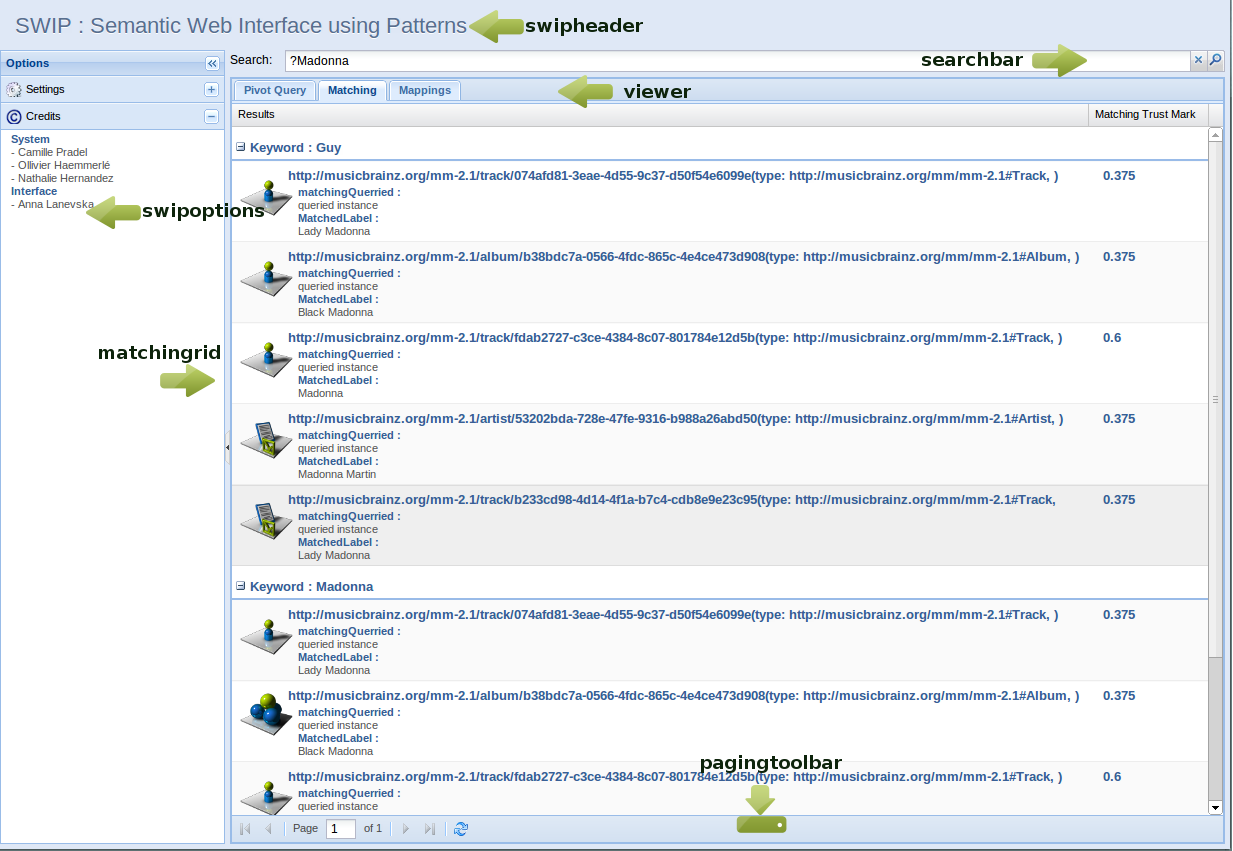 SWIP : Semantic Web Interface using Patterns
swipheader
Options
Search:
?Madonna
searchbar
Settings
Pivot Query
Matching
Mappings
viewer
Credits
Results
Matching Trust Mark
System
- Camille Pradel
- Ollivier Haemmerlé
- Nathalie Hernandez
Interface
- Anna Lanevska
swipoptions
matchingrid
Keyword : Guy
http://musicbrainz.org/mm-2.1/track/074afd81-3eae-4d55-9c37-d50f54e6099e(type: http://musicbrainz.org/mm/mm-2.1#Track, )
0.375
matchingQuerried :
queried instance
MatchedLabel :
Lady Madonna
http://musicbrainz.org/mm-2.1/album/b38bdc7a-0566-4fdc-865c-4e4ce473d908(type: http://musicbrainz.org/mm/mm-2.1#Album, )
0.375
matchingQuerried :
queried instance
MatchedLabel :
Black Madonna
http://musicbrainz.org/mm-2.1/track/fdab2727-c3ce-4384-8c07-801784e12d5b(type: http://musicbrainz.org/mm/mm-2.1#Track, )
0.6
matchingQuerried :
queried instance
MatchedLabel :
Madonna
http://musicbrainz.org/mm-2.1/artist/53202bda-728e-47fe-9316-b988a26abd50(type: http://musicbrainz.org/mm/mm-2.1#Artist, )
0.375
matchingQuerried :
queried instance
MatchedLabel :
Madonna Martin
http://musicbrainz.org/mm-2.1/track/b233cd98-4d14-4f1a-b7c4-cdb8e9e23c95(type: http://musicbrainz.org/mm/mm-2.1#Track,
0.375
matchingQuerried :
queried instance
MatchedLabel :
Lady Madonna
Keyword : Madonna
http://musicbrainz.org/mm-2.1/track/074afd81-3eae-4d55-9c37-d50f54e6099e(type: http://musicbrainz.org/mm/mm-2.1#Track, )
0.375
matchingQuerried :
queried instance
MatchedLabel :
Lady Madonna
http://musicbrainz.org/mm-2.1/album/b38bdc7a-0566-4fdc-865c-4e4ce473d908(type: http://musicbrainz.org/mm/mm-2.1#Album, )
0.375
matchingQuerried :
queried instance
MatchedLabel :
Black Madonna
pagingtoolbar
http://musicbrainz.org/mm-2.1/track/fdab2727-c3ce-4384-8c07-801784e12d5b(type: http://musicbrainz.org/mm/mm-2.1#Track, )
0.6
matchingQuerried :
queried instance
Page 1 of 1